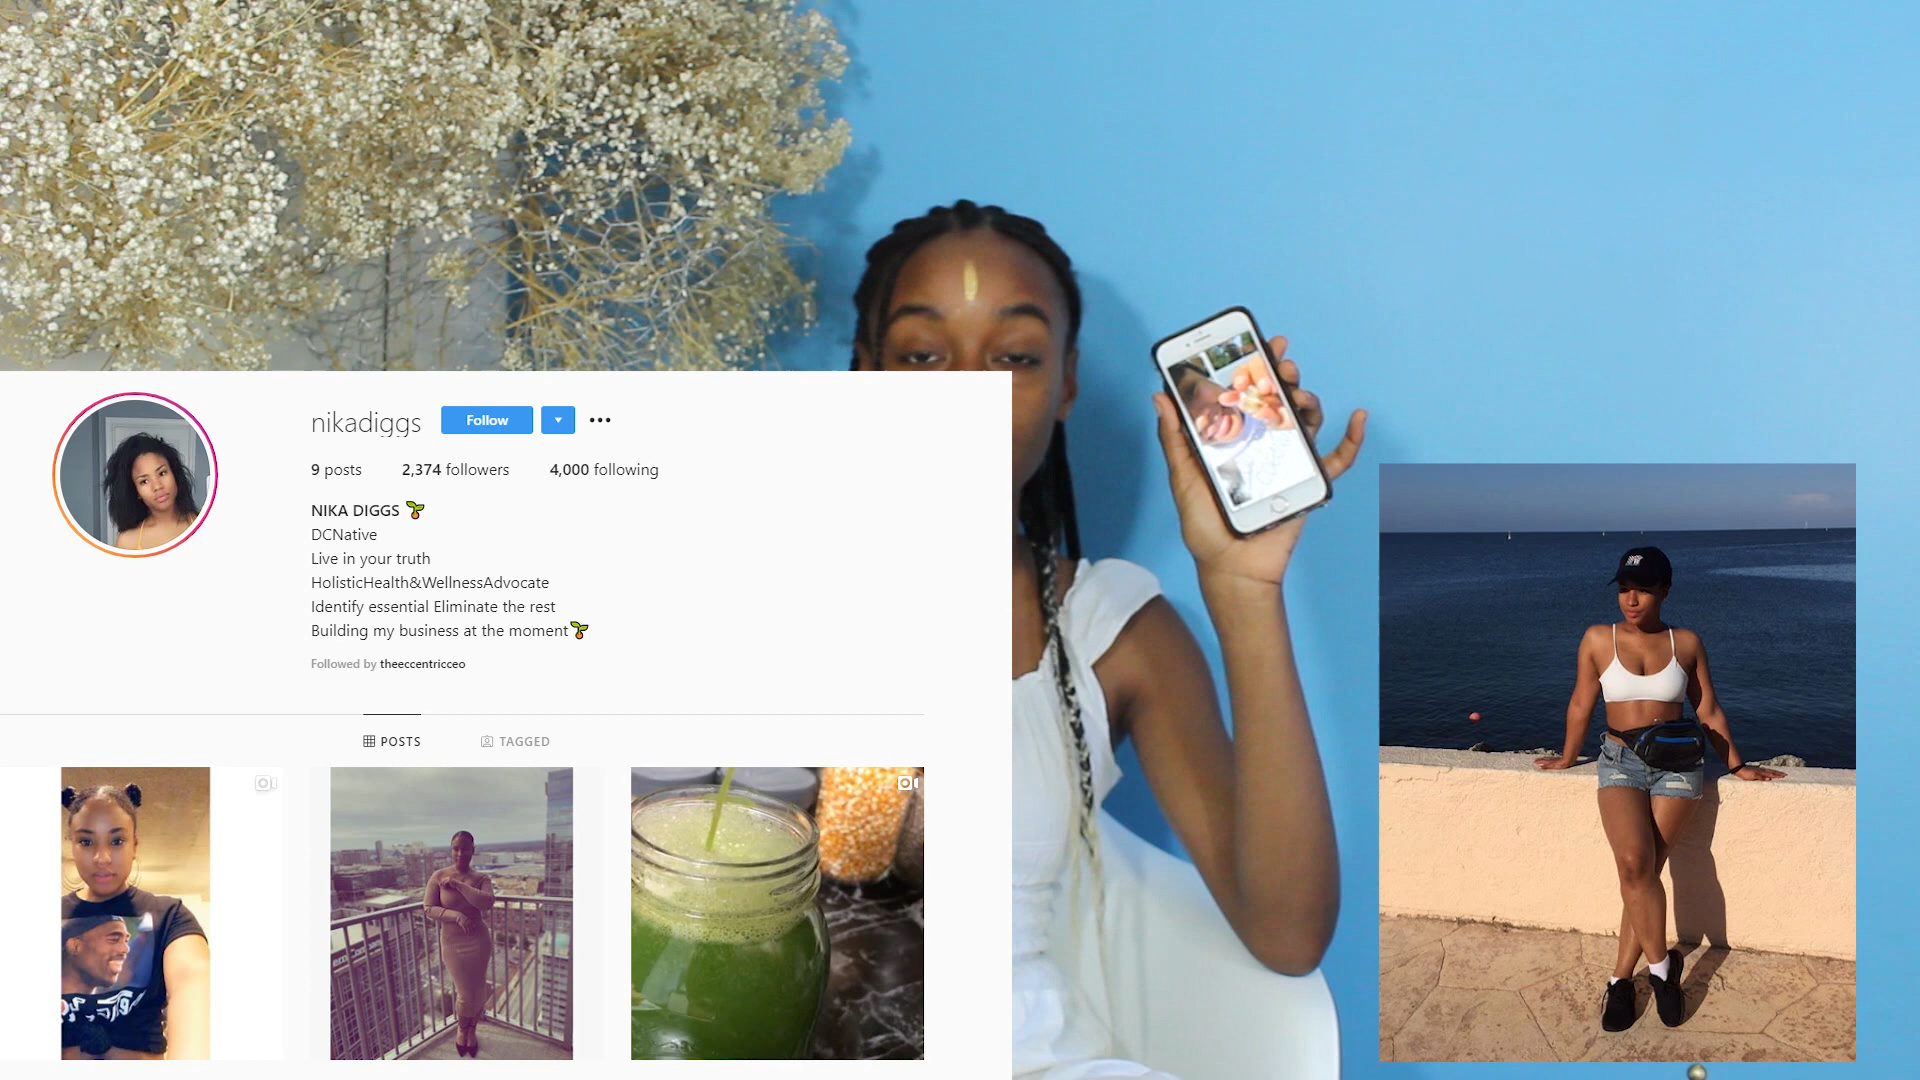 nikadiggs Follow
9 posts 2,374 followers 4,000 following
NIKA DIGGS
DCNative
Live in your truth
HolisticHealth&WellnessAdvocate
Identify essential Eliminate the rest
Building my business at the moment
Followed by theeccentricceo
POSTS TAGGED